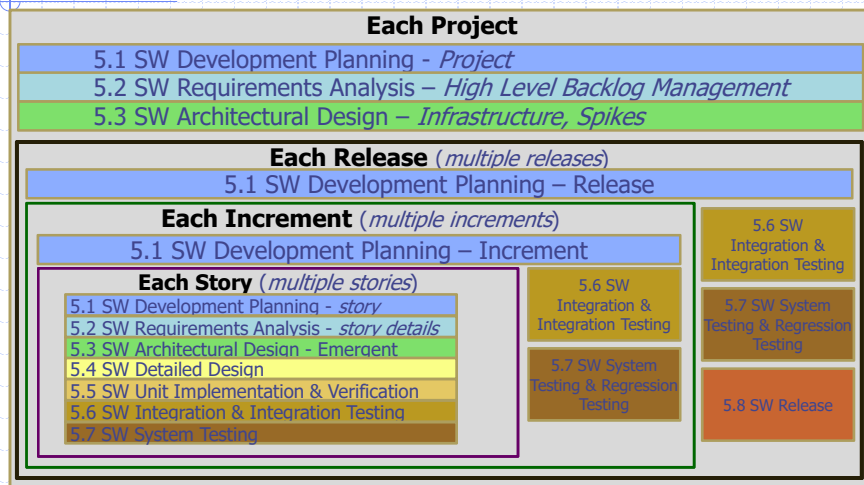 Each Project
5.1 SW Development Planning - Project
5.2 SW Requirements Analysis – High Level Backlog Management
5.3 SW Architectural Design – Infrastructure, Spikes
Each Release (multiple releases)
5.1 SW Development Planning – Release
Each Increment (multiple increments)
5.1 SW Development Planning – Increment
Each Story (multiple stories)
5.1 SW Development Planning - story
5.2 SW Requirements Analysis - story details
5.3 SW Architectural Design - Emergent
5.4 SW Detailed Design
5.5 SW Unit Implementation & Verification
5.6 SW Integration & Integration Testing
5.7 SW System Testing
5.6 SW
Integration &
Integration Testing
5.7 SW System
Testing & Regression
Testing
5.6 SW
Integration &
Integration Testing
5.7 SW System
Testing & Regression
Testing
5.8 SW Release